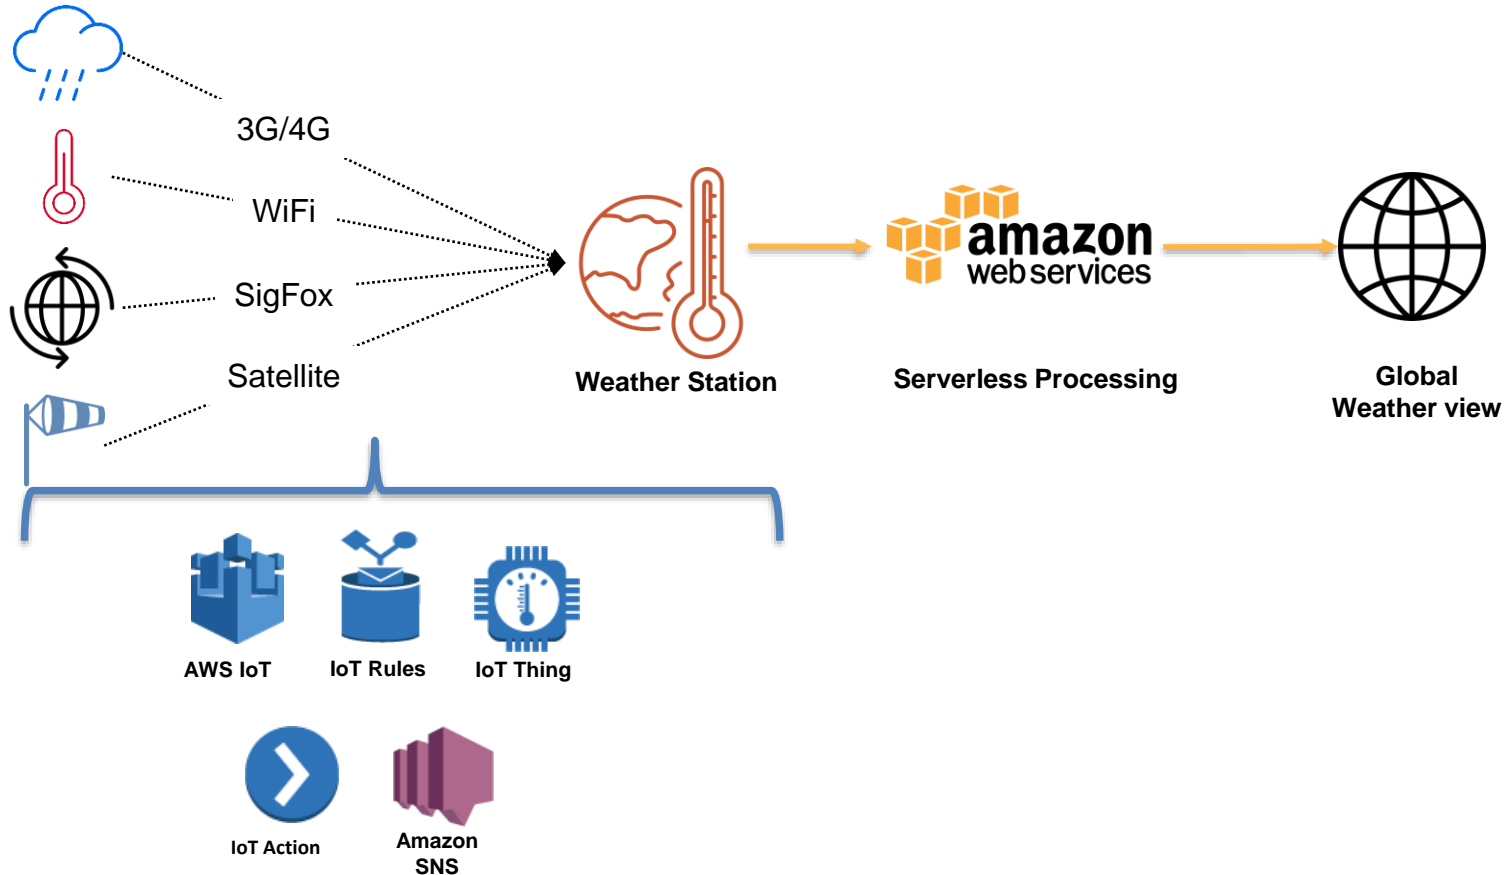 3G/4G
WiFi
SigFox
Satellite
Weather Station
amazon
web services
Serverless Processing
Global
Weather view
AWS IoT
IoT Rules
IoT Thing
IoT Action
Amazon
SNS